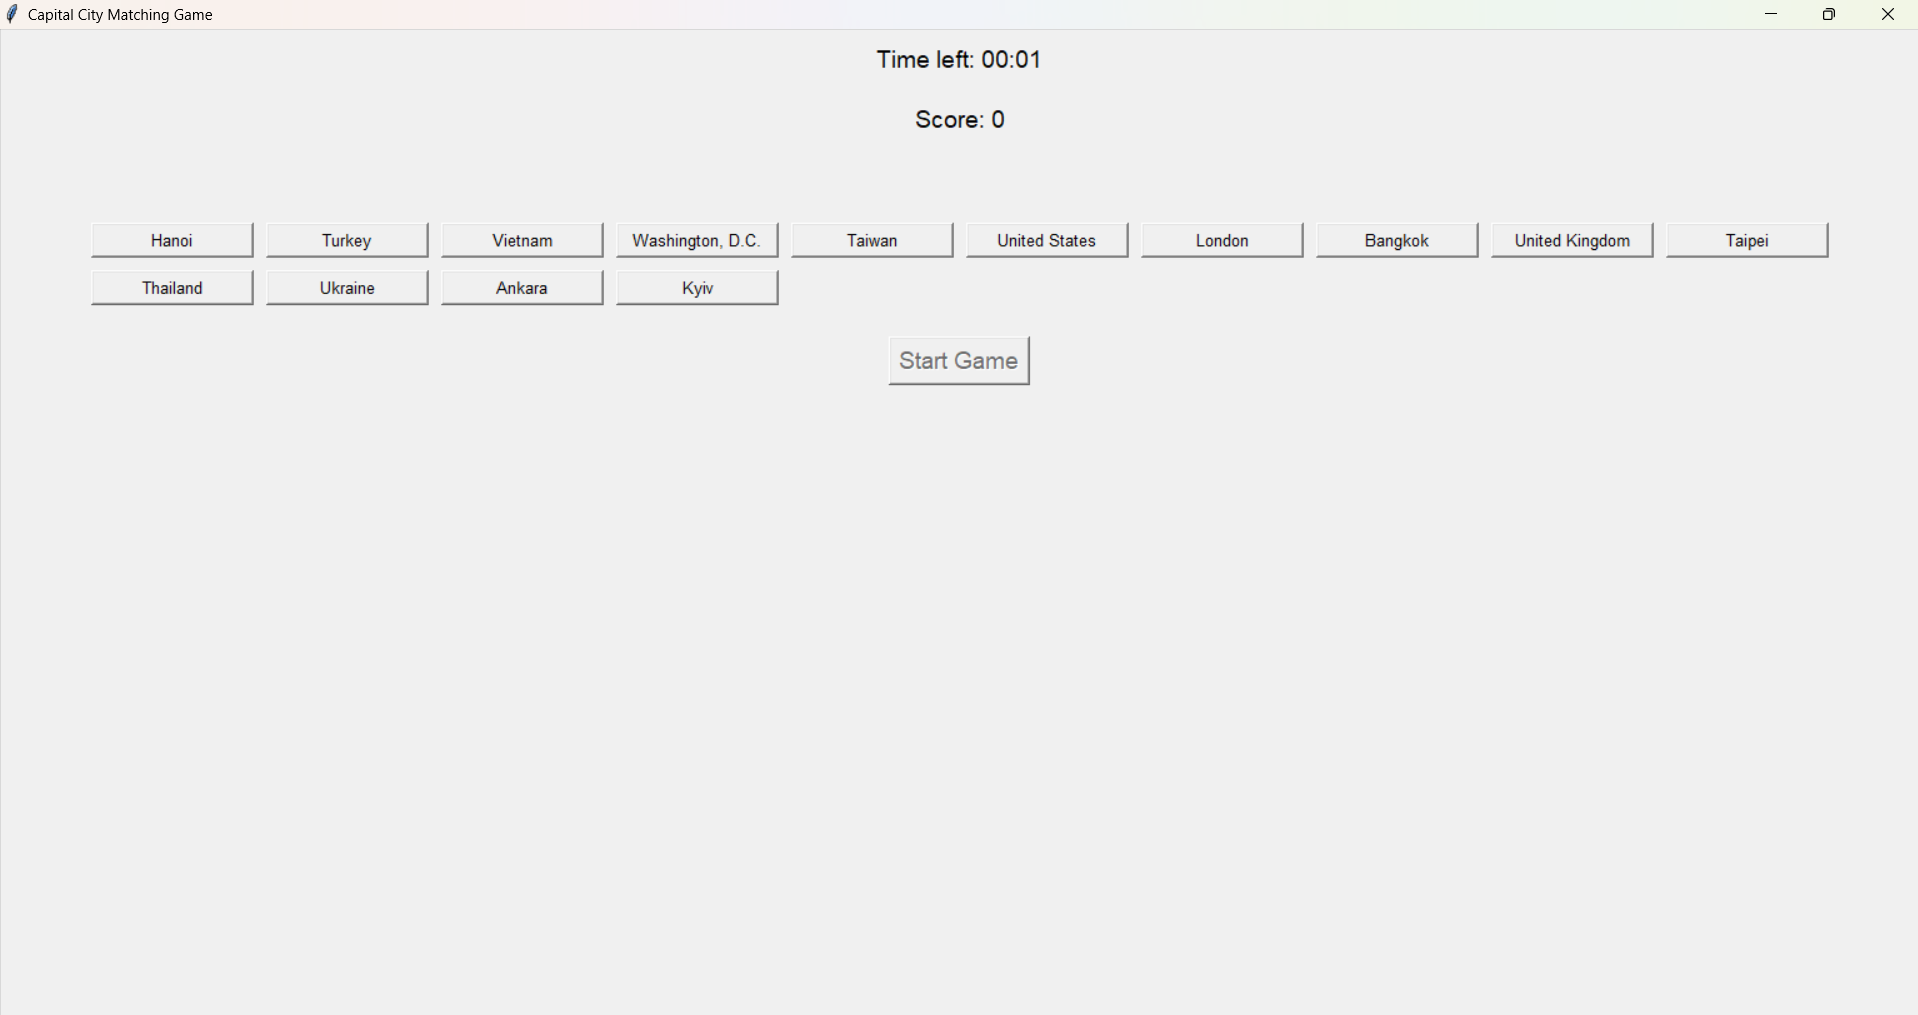 Capital City Matching Game
Time left: 00:01
Score: 0
Hanoi Turkey Vietnam Washington, D.C. Taiwan United States London Bangkok United Kingdom Taipei
Thailand Ukraine Ankara Kyiv
Start Game